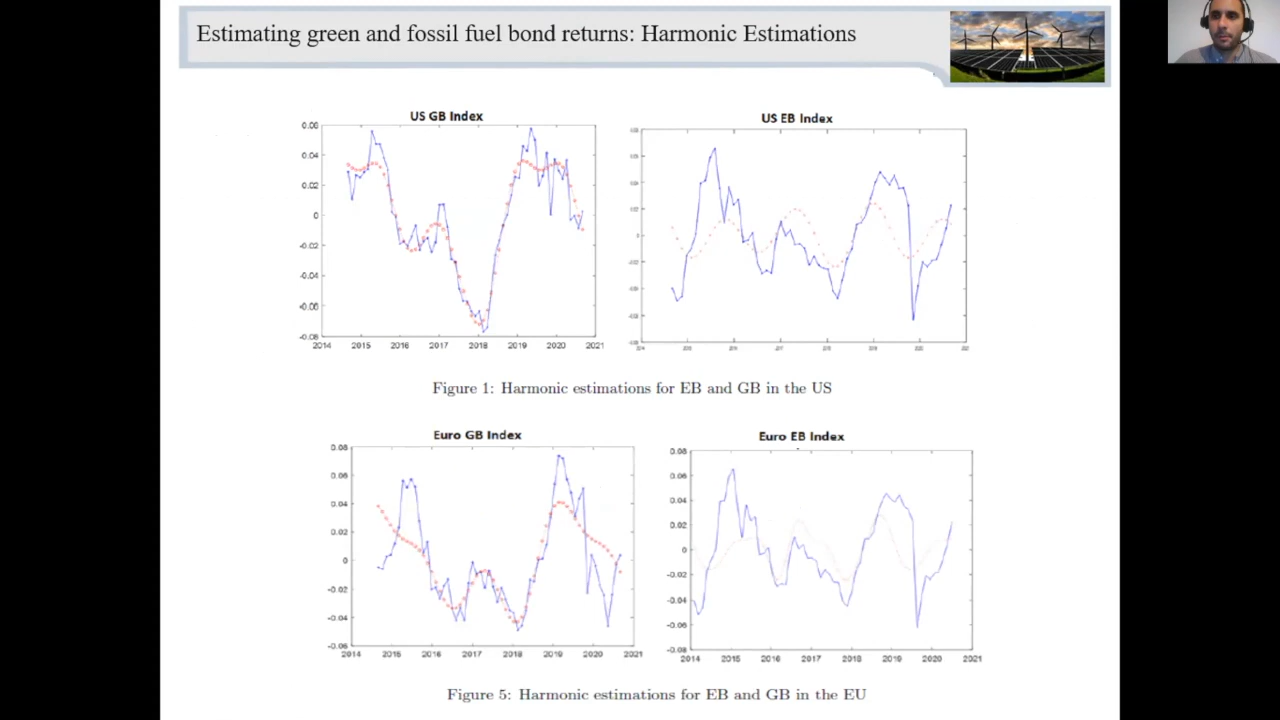 Estimating green and fossil fuel bond returns: Harmonic Estimations
US GB Index
0.06
0.04
0.02
0
-0.02
-0.04
-0.06
-0.08
2014 2015 2016 2017 2018 2019 2020 2021
US EB Index
Figure 1: Harmonic estimations for EB and GB in the US
Euro GB Index
0.08
0.06
0.04
0.02
0
-0.02
-0.04
-0.06
2014 2015 2016 2017 2018 2019 2020 2021
Euro EB Index
0.08
0.06
0.04
0.02
0
-0.02
-0.04
-0.06
-0.08
2014 2015 2016 2017 2018 2019 2020 2021
Figure 5: Harmonic estimations for EB and GB in the EU